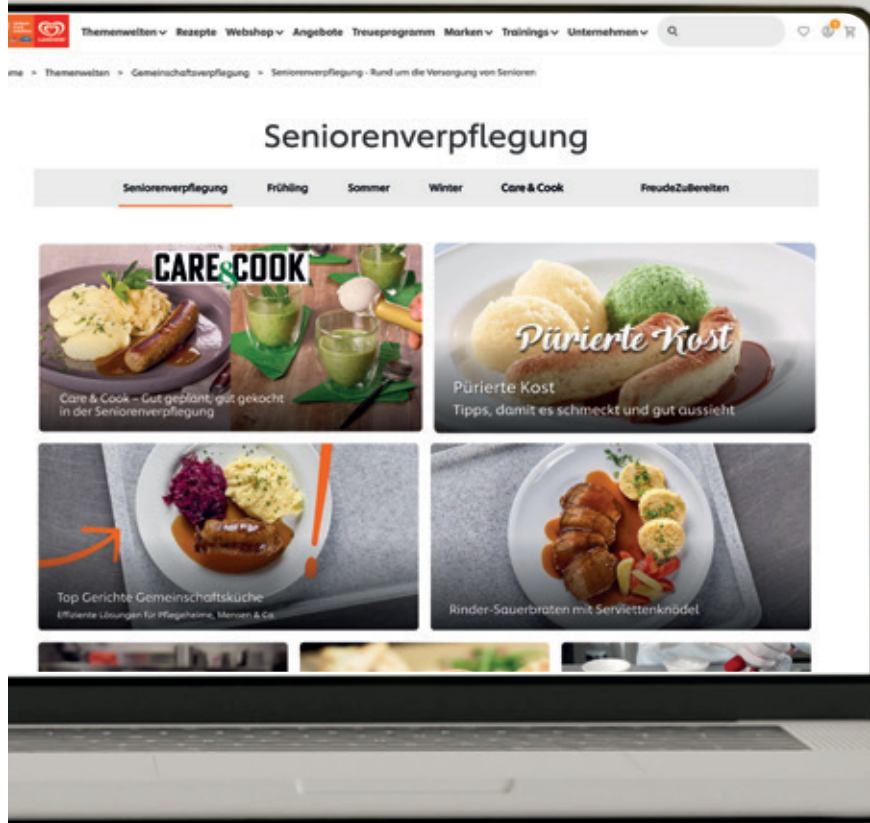 Themenwelten Rezepte Webshop Angebote Treueprogramm Marken Trainings Unternehmen
> Themenwelten > Gemeinschaftsverpflegung > Seniorenverpflegung - Rund um die Versorgung von Senioren
Seniorenverpflegung
Seniorenverpflegung Frühling Sommer Winter Care & Cook FreudeZuBereiten
CARE & COOK
Care & Cook – Gut geplant, gut gekocht
in der Seniorenverpflegung
Pürierte Kost
Pürierte Kost
Tipps, damit es schmeckt und gut aussieht
Top Gerichte Gemeinschaftsküche
Effiziente Lösungen für Pflegeheime, Mensen & Co.
Rinder-Sauerbraten mit Serviettenknödel